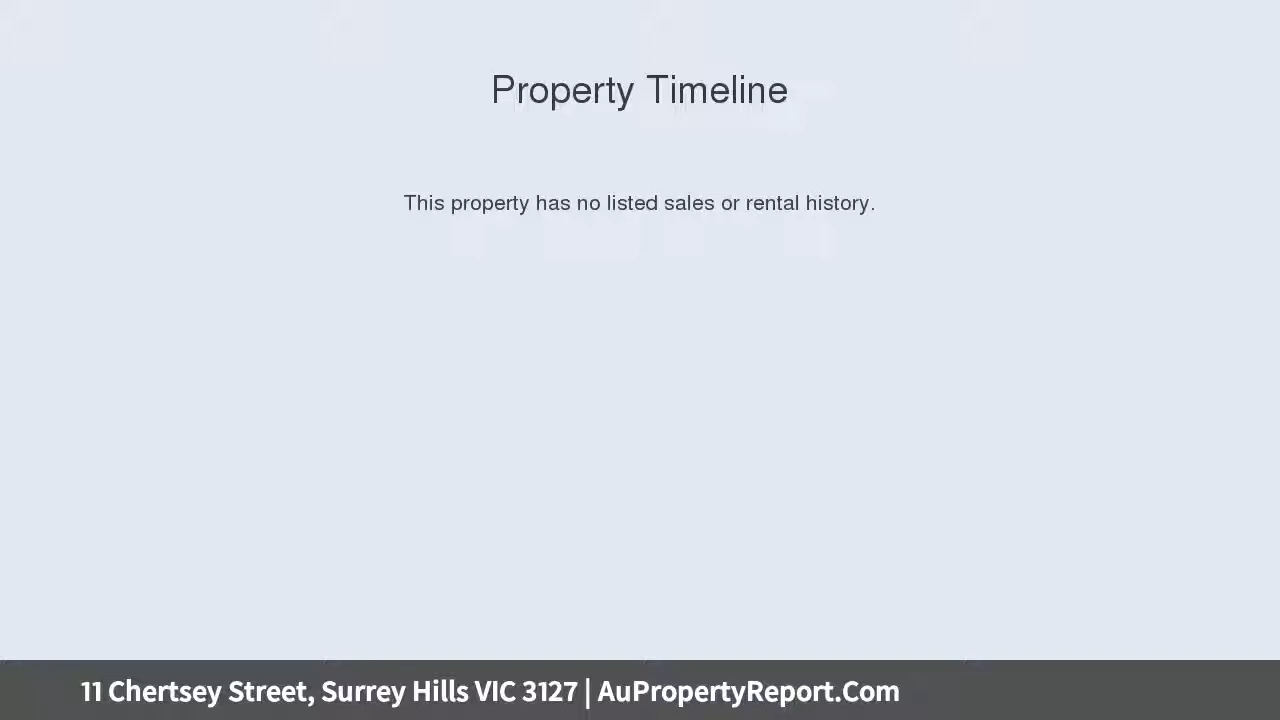 Property Timeline
This property has no listed sales or rental history.
11 Chertsey Street, Surrey Hills VIC 3127 | AuPropertyReport.Com